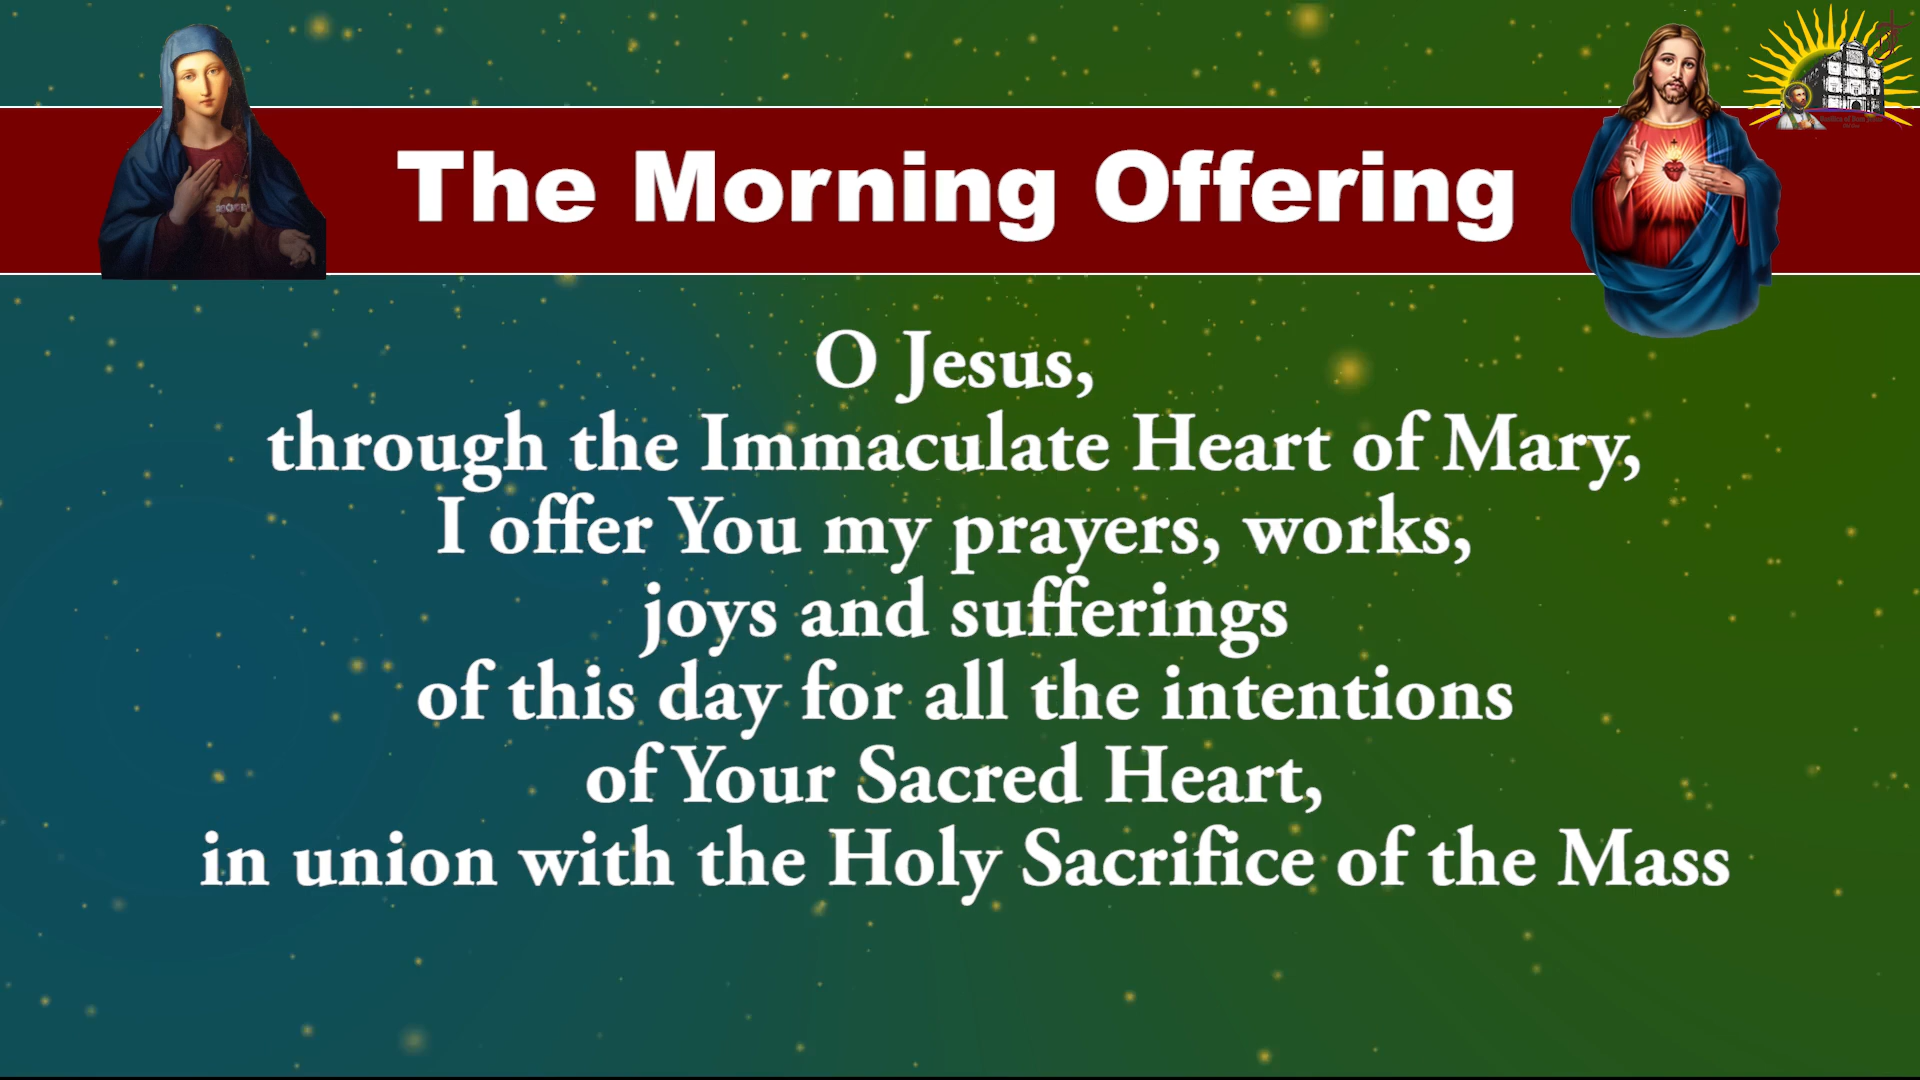 The Morning Offering
O Jesus,
through the Immaculate Heart of Mary,
I offer You my prayers, works,
joys and sufferings
of this day for all the intentions
of Your Sacred Heart,
in union with the Holy Sacrifice of the Mass